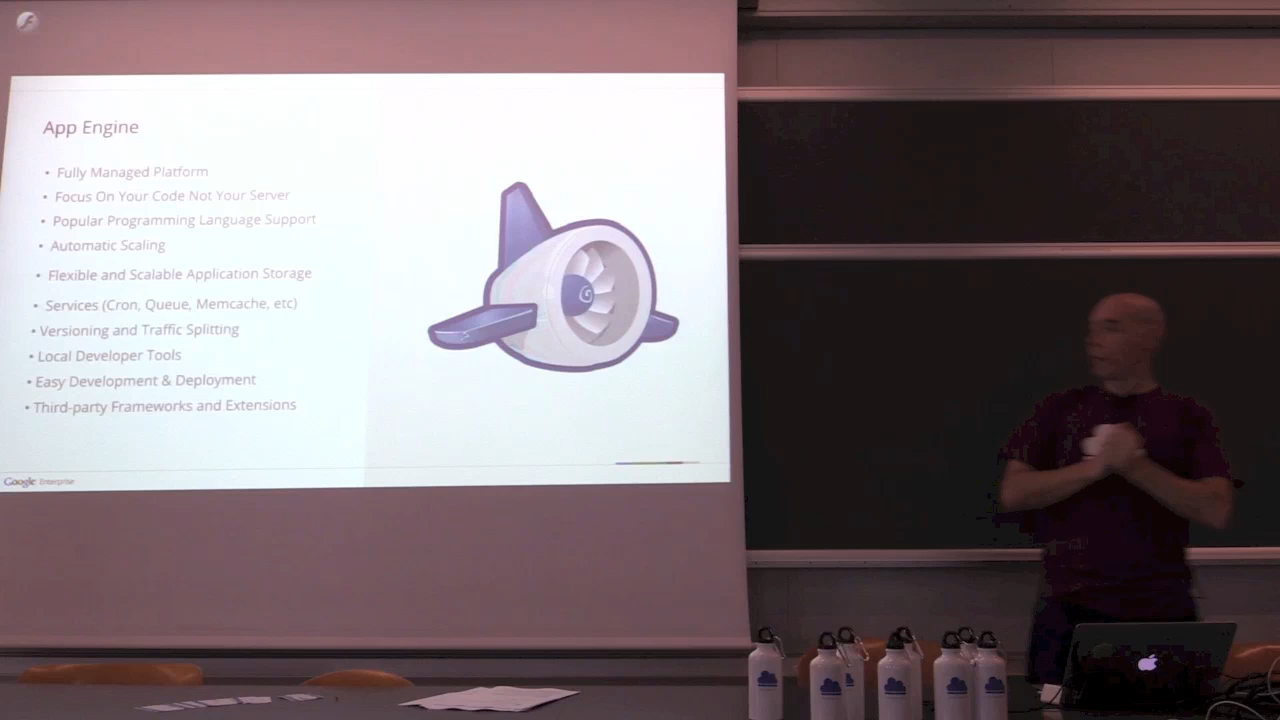 App Engine
• Fully Managed Platform
• Focus On Your Code Not Your Server
• Popular Programming Language Support
• Automatic Scaling
• Flexible and Scalable Application Storage
• Services (Cron, Queue, Memcache, etc)
• Versioning and Traffic Splitting
• Local Developer Tools
• Easy Development & Deployment
• Third-party Frameworks and Extensions
Google Enterprise